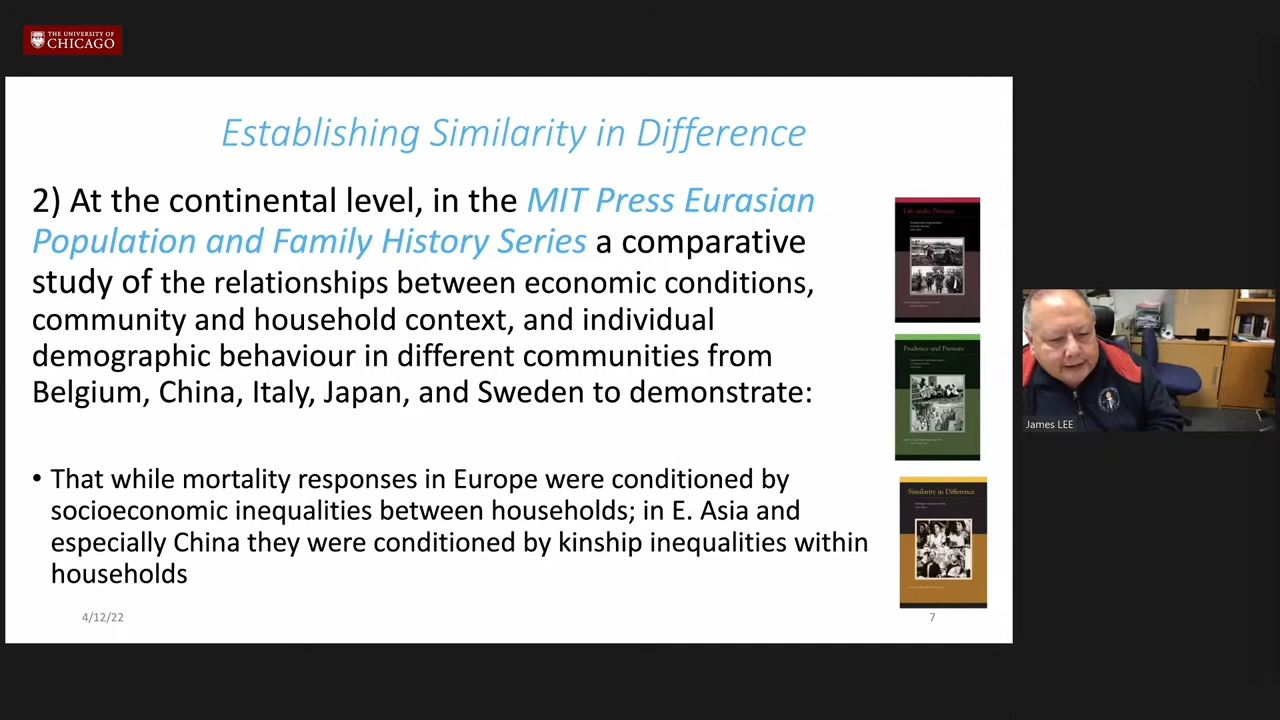 THE UNIVERSITY OF
CHICAGO
Establishing Similarity in Difference
2) At the continental level, in the MIT Press Eurasian
Population and Family History Series a comparative
study of the relationships between economic conditions,
community and household context, and individual
demographic behaviour in different communities from
Belgium, China, Italy, Japan, and Sweden to demonstrate:
• That while mortality responses in Europe were conditioned by
socioeconomic inequalities between households; in E. Asia and
especially China they were conditioned by kinship inequalities within
households
4/12/22
7
Life under Pressure
Prudence and Pressure
Similarity in Difference
James LEE